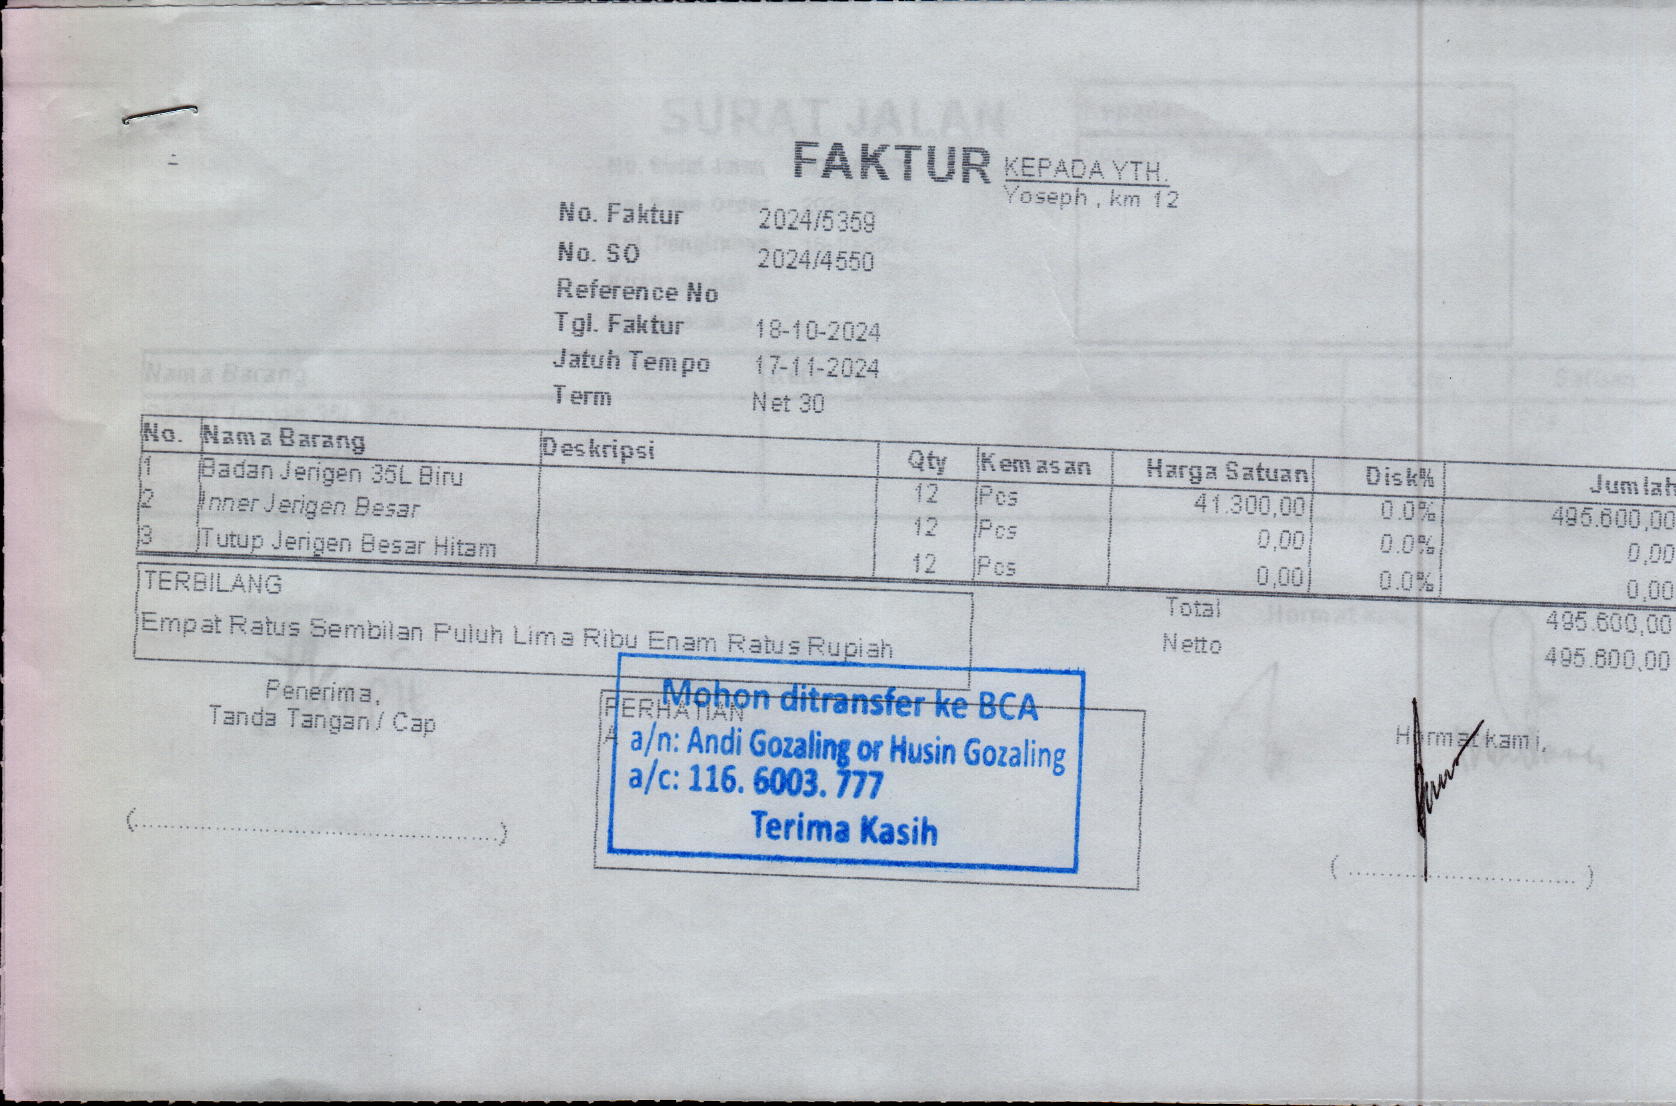 FAKTUR
KEPADA YTH.
Yoseph , km 12
No. Faktur 2024/5359
No. SO 2024/4550
Reference No
Tgl. Faktur 18-10-2024
Jatuh Tempo 17-11-2024
Term Net 30
No. Nama Barang Deskripsi Qty Kemasan Harga Satuan Disk% Jumlah
1 Badan Jerigen 35L Biru 12 Pcs 41.300,00 0.0% 495.600,00
2 Inner Jerigen Besar 12 Pcs 0,00 0.0% 0,00
3 Tutup Jerigen Besar Hitam 12 Pcs 0,00 0.0% 0,00
TERBILANG
Empat Ratus Sembilan Puluh Lima Ribu Enam Ratus Rupiah
Total 495.600,00
Netto 495.600,00
Penerima,
Tanda Tangan / Cap
PERHATIAN
Mohon ditransfer ke BCA
a/n: Andi Gozaling or Husin Gozaling
a/c: 116. 6003. 777
Terima Kasih
Hormat kami,
(..................................................)
( ............................... )
SURAT JALAN
Nama Barang